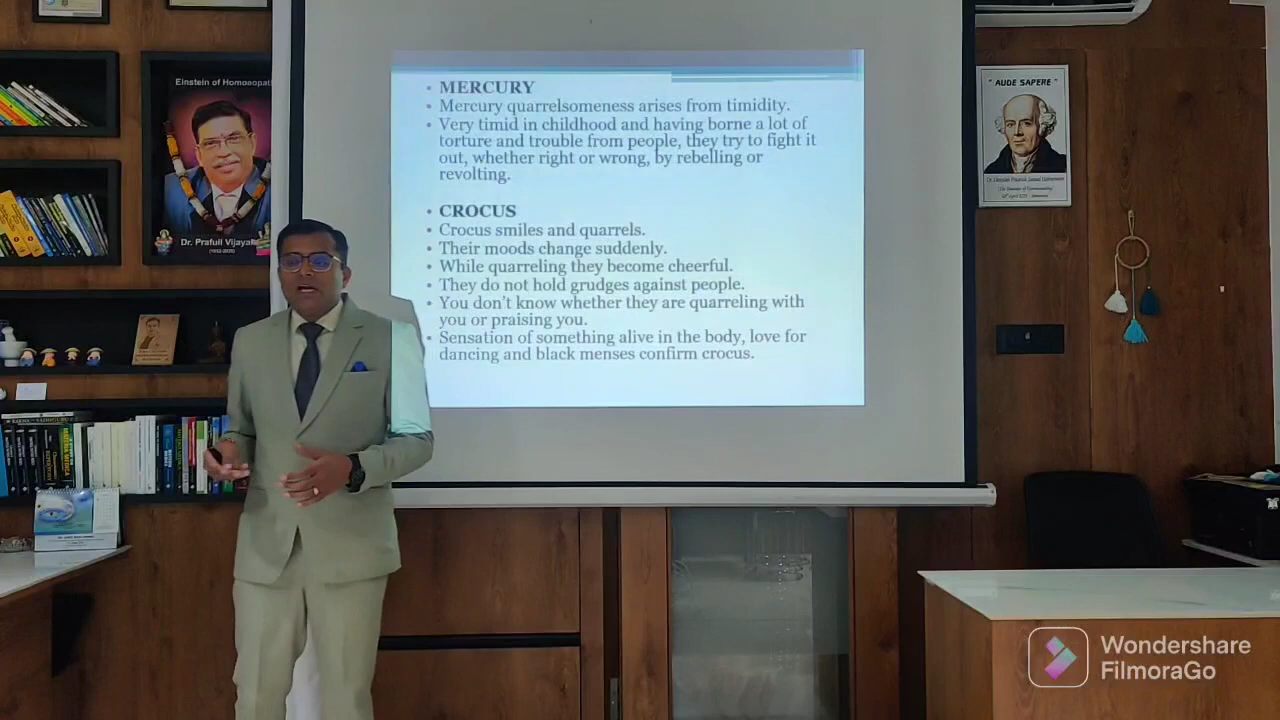 Einstein of Homoeopath
Dr. Prafull Vijaya
• MERCURY
• Mercury quarrelsomeness arises from timidity.
• Very timid in childhood and having borne a lot of
torture and trouble from people, they try to fight it
out, whether right or wrong, by rebelling or
revolting.
• CROCUS
• Crocus smiles and quarrels.
• Their moods change suddenly.
• While quarreling they become cheerful.
• They do not hold grudges against people.
• You don't know whether they are quarreling with
you or praising you.
• Sensation of something alive in the body, love for
dancing and black menses confirm crocus.
" AUDE SAPERE "
Wondershare
FilmoraGo